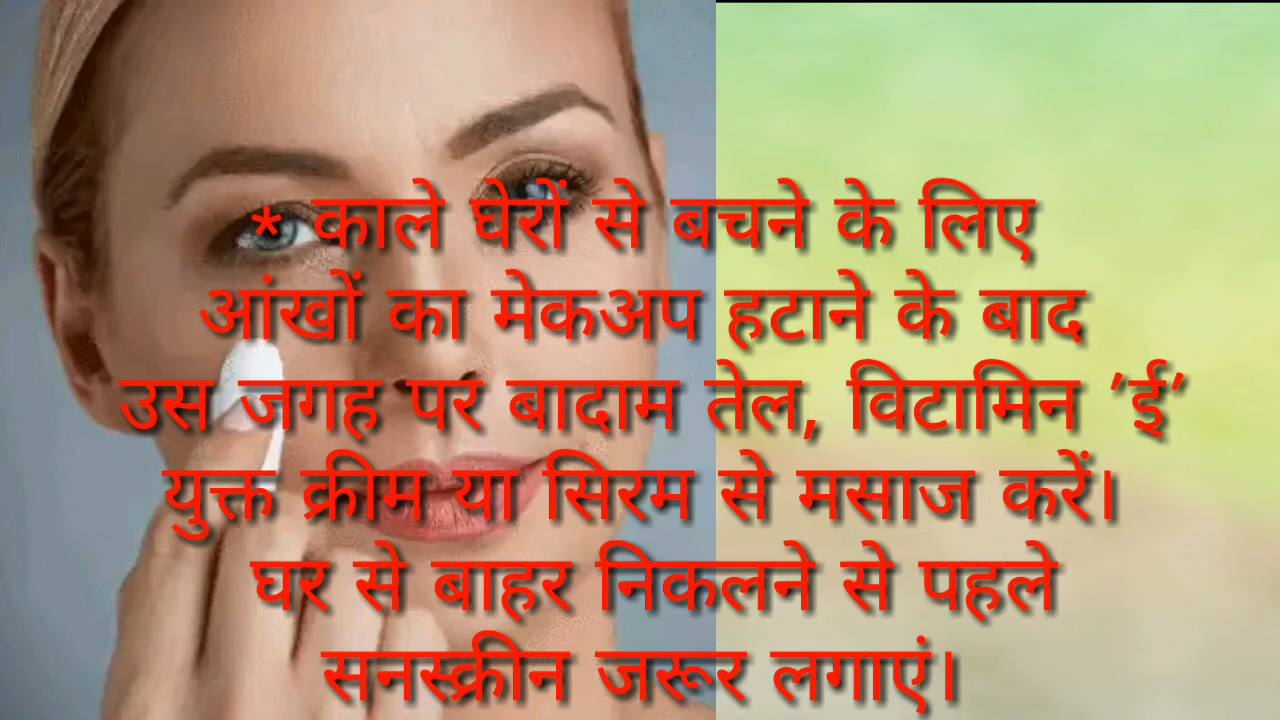 * काले घेरों से बचने के लिए
आंखों का मेकअप हटाने के बाद
उस जगह पर बादाम तेल, विटामिन ’ई’
युक्त क्रीम या सिरम से मसाज करें।
घर से बाहर निकलने से पहले
सनस्क्रीन जरूर लगाएं।